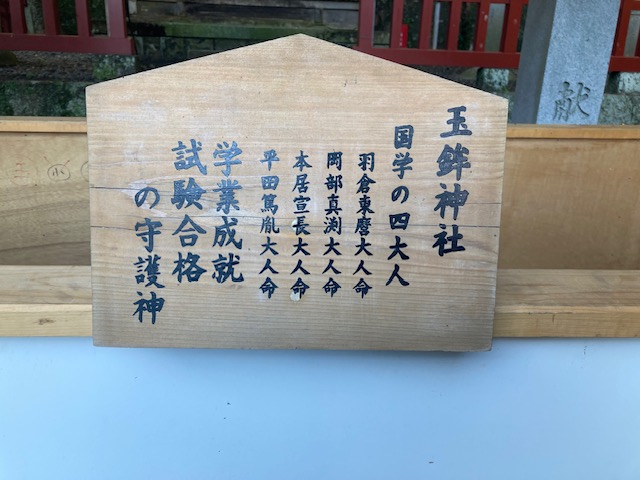 玉鉾神社
国学の四大人
羽倉東麿大人命
岡部真渕大人命
本居宣長大人命
平田篤胤大人命
学業成就
試験合格
の守護神
献